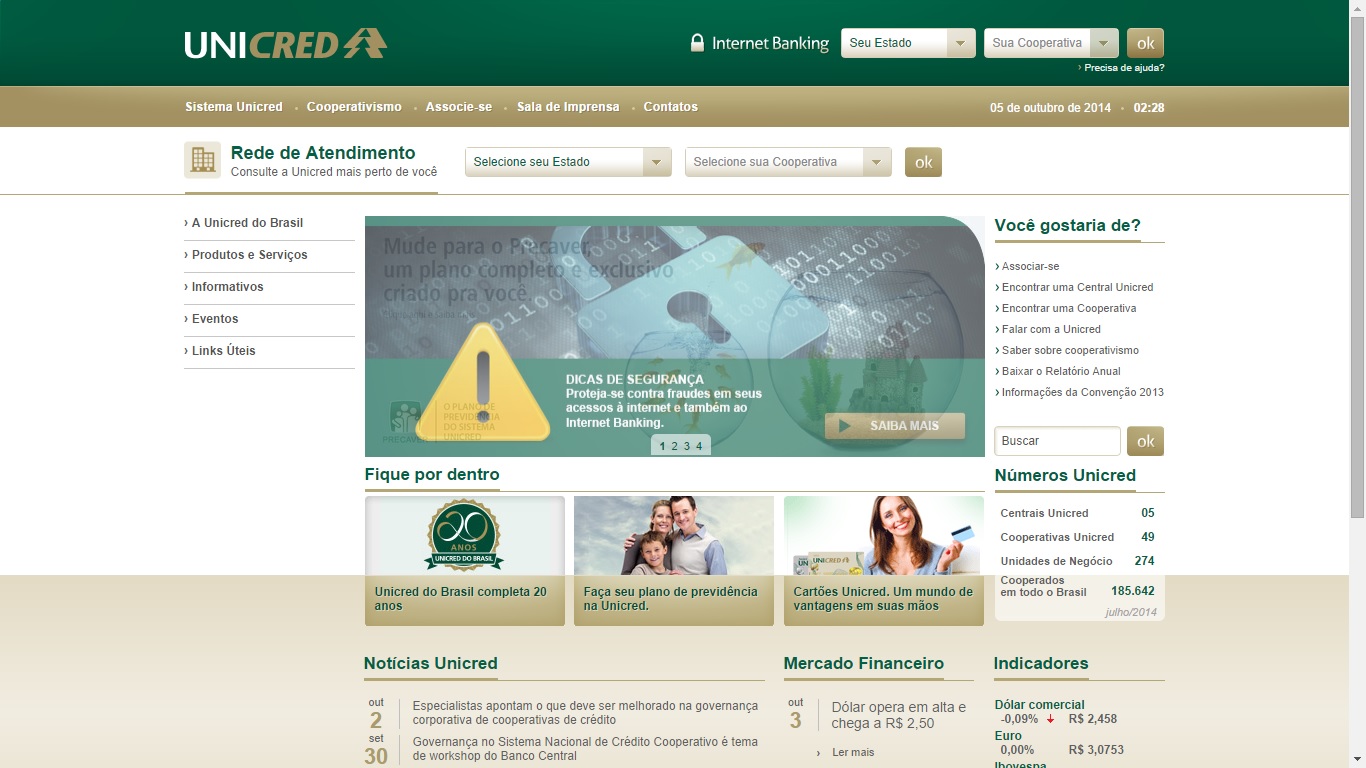 UNICRED
Internet Banking
Seu Estado
Sua Cooperativa
ok
› Precisa de ajuda?
Sistema Unicred • Cooperativismo • Associe-se • Sala de Imprensa • Contatos
05 de outubro de 2014 • 02:28
Rede de Atendimento
Consulte a Unicred mais perto de você
Selecione seu Estado
Selecione sua Cooperativa
ok
› A Unicred do Brasil
› Produtos e Serviços
› Informativos
› Eventos
› Links Úteis
Mude para o Precaver,
um plano completo e exclusivo
criado pra você.
DICAS DE SEGURANÇA
Proteja-se contra fraudes em seus
acessos à internet e também ao
Internet Banking.
SAIBA MAIS
PRECAVER
O PLANO DE
PREVIDÊNCIA
DO SISTEMA
UNICRED
1 2 3 4
Você gostaria de?
› Associar-se
› Encontrar uma Central Unicred
› Encontrar uma Cooperativa
› Falar com a Unicred
› Saber sobre cooperativismo
› Baixar o Relatório Anual
› Informações da Convenção 2013
Buscar
ok
Fique por dentro
20
ANOS
UNICRED DO BRASIL
Unicred do Brasil completa 20
anos
Faça seu plano de previdência
na Unicred.
UN
UNICRED
Cartões Unicred. Um mundo de
vantagens em suas mãos
Números Unicred
Centrais Unicred 05
Cooperativas Unicred 49
Unidades de Negócio 274
Cooperados
em todo o Brasil 185.642
julho/2014
Notícias Unicred
out
2
Especialistas apontam o que deve ser melhorado na governança
corporativa de cooperativas de crédito
set
30
Governança no Sistema Nacional de Crédito Cooperativo é tema
de workshop do Banco Central
Mercado Financeiro
out
3
Dólar opera em alta e
chega a R$ 2,50
› Ler mais
Indicadores
Dólar comercial
-0,09% R$ 2,458
Euro
0,00% R$ 3,0753
Ibovespa